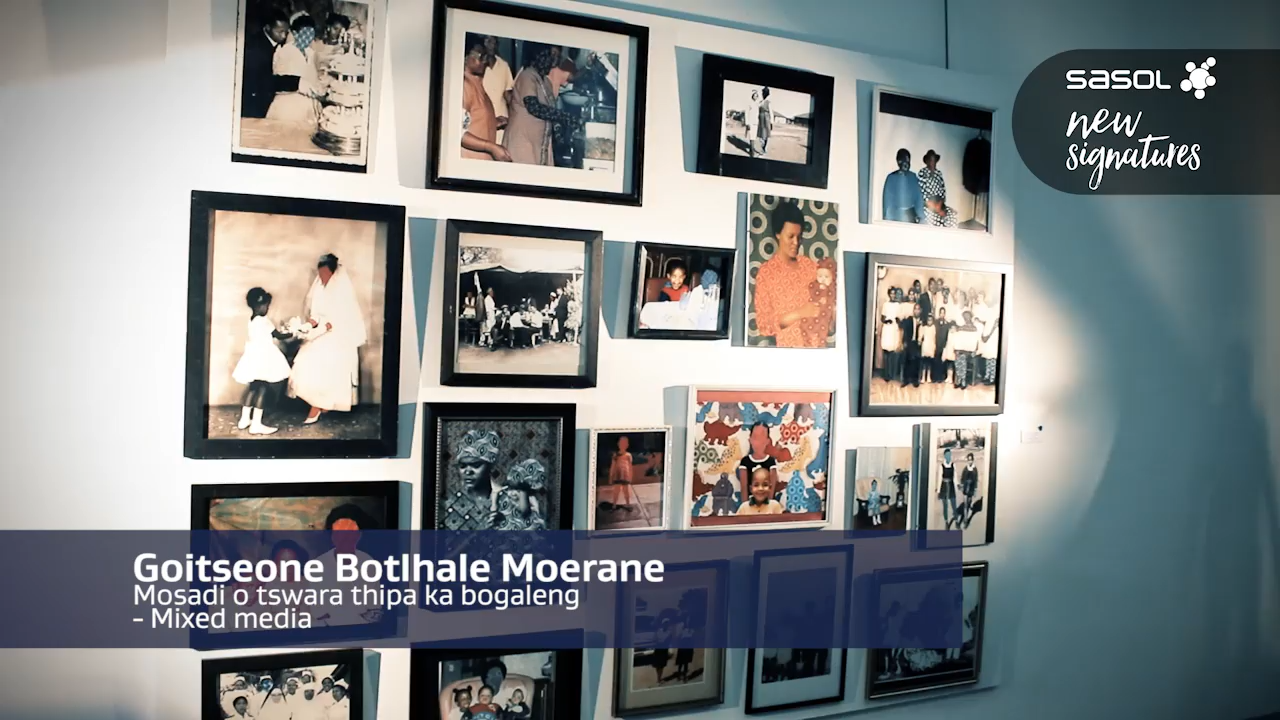 sasol
new
signatures
Goitseone Botlhale Moerane
Mosadi o tswara thipa ka bogaleng
- Mixed media